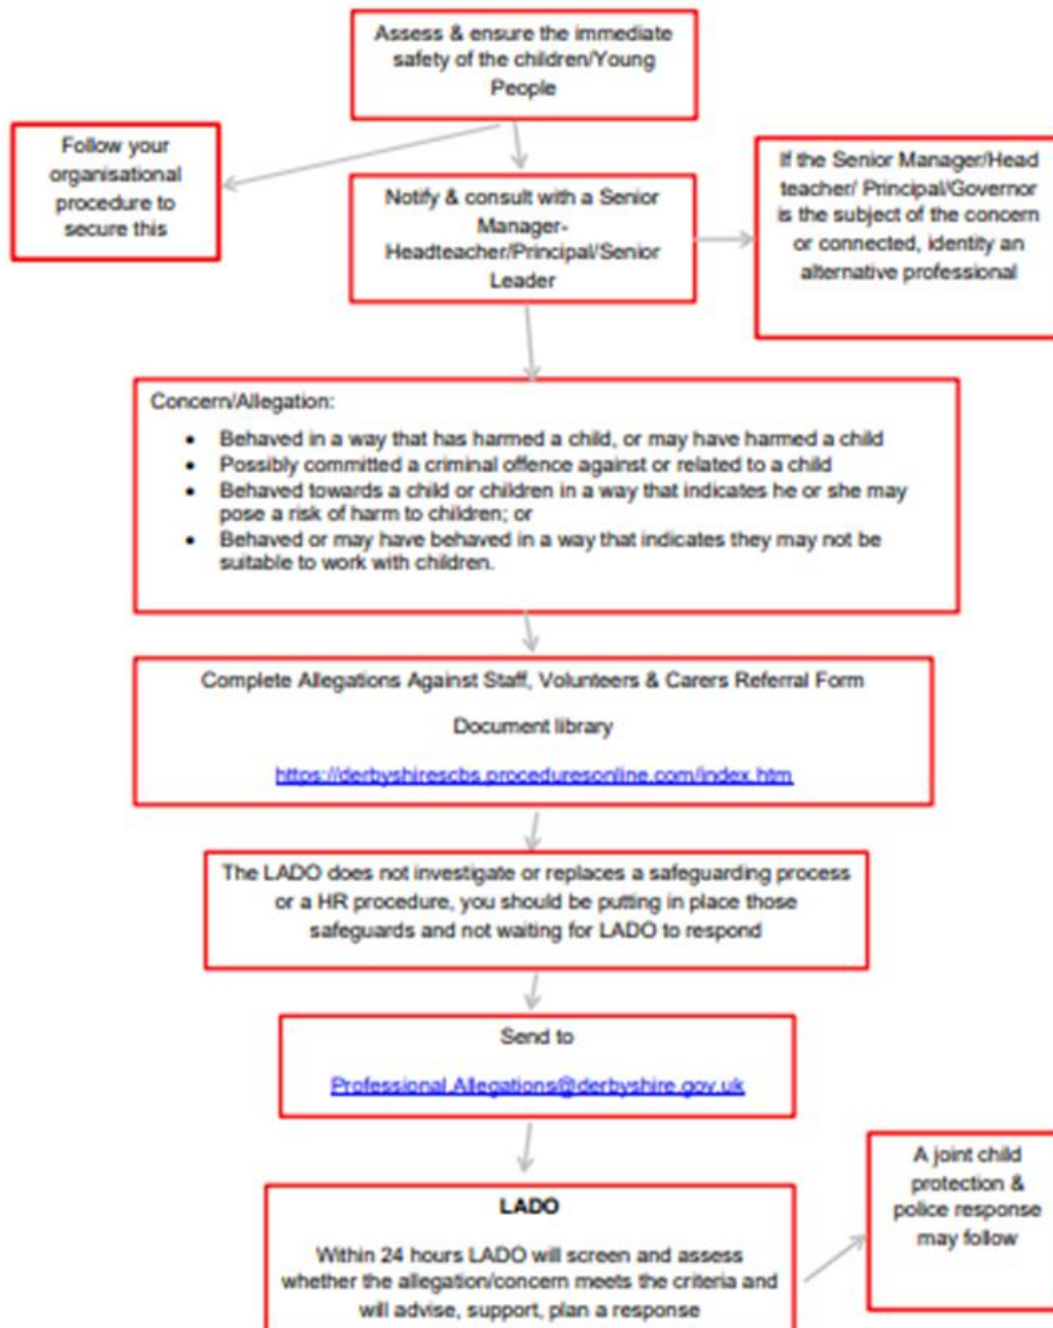 Assess & ensure the immediate
safety of the children/Young
People
Follow your
organisational
procedure to
secure this
Notify & consult with a Senior
Manager-
Headteacher/Principal/Senior
Leader
If the Senior Manager/Head
teacher/ Principal/Governor
is the subject of the concern
or connected, identity an
alternative professional
Concern/Allegation:
• Behaved in a way that has harmed a child, or may have harmed a child
• Possibly committed a criminal offence against or related to a child
• Behaved towards a child or children in a way that indicates he or she may
pose a risk of harm to children; or
• Behaved or may have behaved in a way that indicates they may not be
suitable to work with children.
Complete Allegations Against Staff, Volunteers & Carers Referral Form
Document library
https://derbyshirescbs.proceduresonline.com/index.htm
The LADO does not investigate or replaces a safeguarding process
or a HR procedure, you should be putting in place those
safeguards and not waiting for LADO to respond
Send to
Professional.Allegations@derbyshire.gov.uk
LADO
Within 24 hours LADO will screen and assess
whether the allegation/concern meets the criteria and
will advise, support, plan a response
A joint child
protection &
police response
may follow